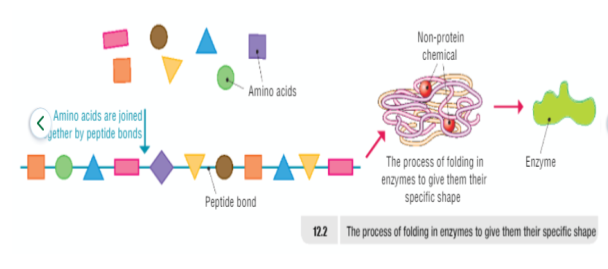 Non-protein
chemical
Amino acids
Amino acids are joined
gether by peptide bonds
Peptide bond
The process of folding in
enzymes to give them their
specific shape
Enzyme
12.2 The process of folding in enzymes to give them their specific shape